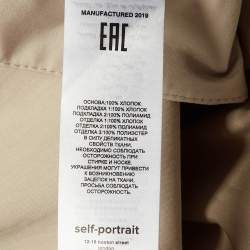 MANUFACTURED 2019
EAC
ОСНОВА:100% ХЛОПОК
ПОДКЛАДКА 1:100% ХЛОПОК
ПОДКЛАДКА 2:100% ПОЛИАМИД
ОТДЕЛКА 1:100% ХЛОПОК
ОТДЕЛКА 2:100% ПОЛИАМИД
ОТДЕЛКА 3:100% ПОЛИЭСТЕР
В СИЛУ ДЕЛИКАТНЫХ
СВОЙСТВ ТКАНИ,
НЕОБХОДИМО СОБЛЮДАТЬ
ОСТОРОЖНОСТЬ ПРИ
СТИРКЕ И НОСКЕ.
УКРАШЕНИЯ МОГУТ ПРИВЕСТИ
К ВОЗНИКНОВЕНИЮ
ЗАЦЕПОК НА ТКАНИ.
ПРОСЬБА СОБЛЮДАТЬ
ОСТОРОЖНОСТЬ.
self-portrait
street
london